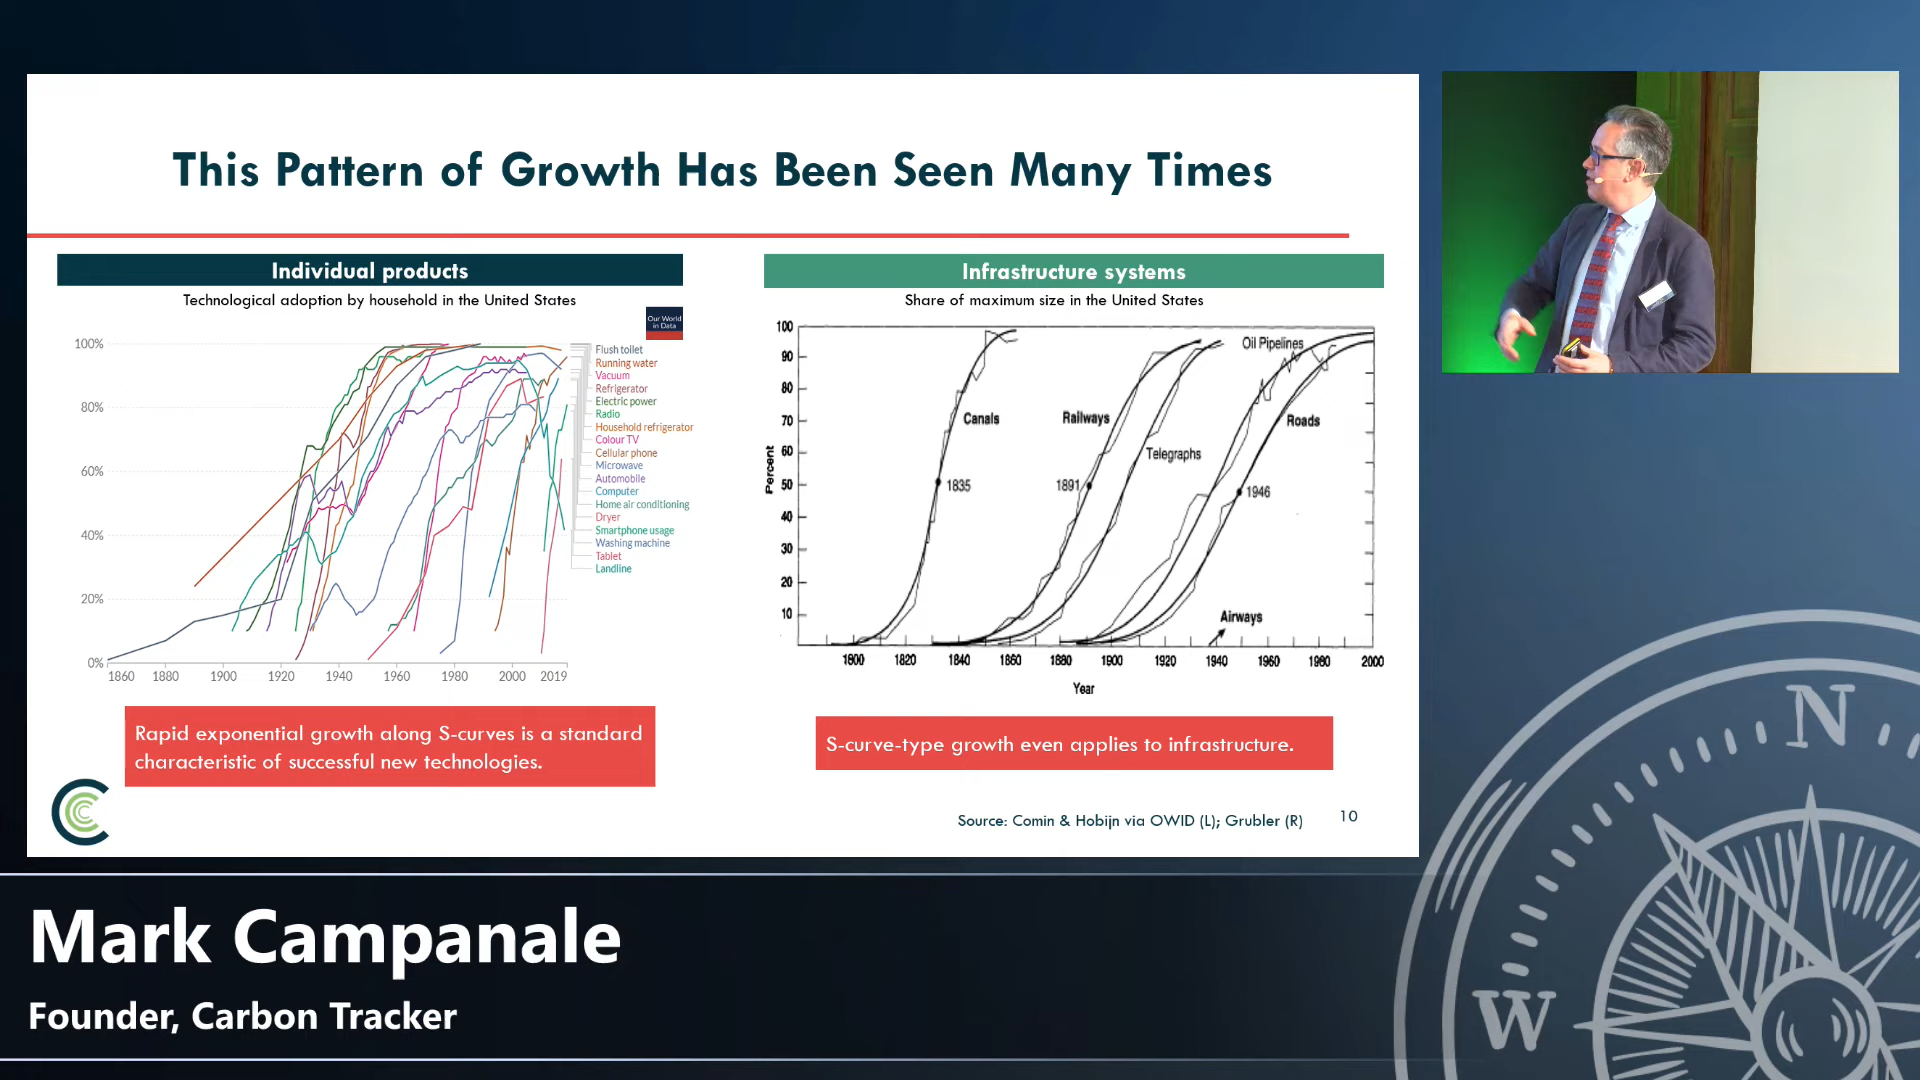 This Pattern of Growth Has Been Seen Many Times
Individual products
Technological adoption by household in the United States
Our World
in Data
100%
80%
60%
40%
20%
0%
1860 1880 1900 1920 1940 1960 1980 2000 2019
Flush toilet
Running water
Vacuum
Refrigerator
Electric power
Radio
Household refrigerator
Colour TV
Cellular phone
Microwave
Automobile
Computer
Home air conditioning
Dryer
Smartphone usage
Washing machine
Tablet
Landline
Rapid exponential growth along S-curves is a standard
characteristic of successful new technologies.
Infrastructure systems
Share of maximum size in the United States
Percent
100
90
80
70
60
50
40
30
20
10
Canals
1835
Railways
1891
Telegraphs
Oil Pipelines
Roads
1946
Airways
1800 1820 1840 1860 1880 1900 1920 1940 1960 1980 2000
Year
S-curve-type growth even applies to infrastructure.
Source: Comin & Hobijn via OWID (L); Grubler (R)
10
Mark Campanale
Founder, Carbon Tracker
N
W